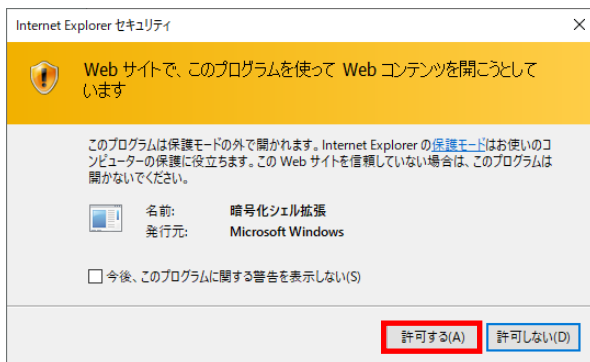 Internet Explorer セキュリティ
Web サイトで、このプログラムを使って Web コンテンツを開こうとして
います
このプログラムは保護モードの外で開かれます。Internet Explorer の保護モードはお使いのコ
ンピューターの保護に役立ちます。この Web サイトを信頼していない場合は、このプログラムは
開かないでください。
名前: 暗号化シェル拡張
発行元: Microsoft Windows
今後、このプログラムに関する警告を表示しない(S)
許可する(A) 許可しない(D)